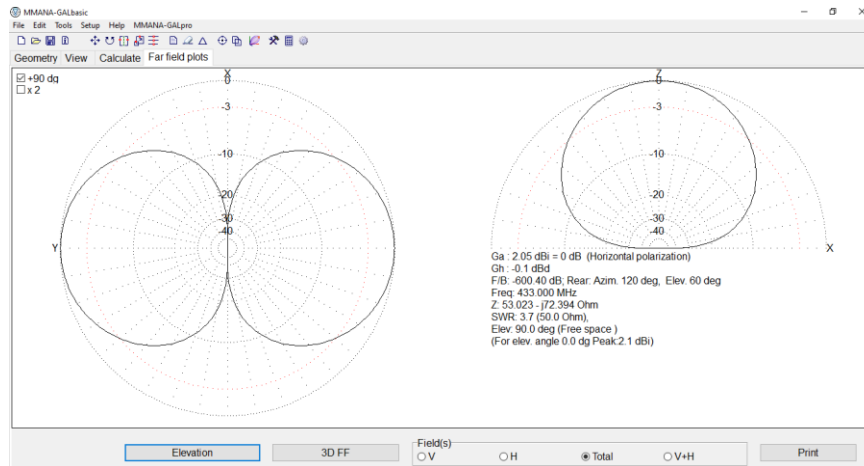 MMANA-GALbasic
File Edit Tools Setup Help MMANA-GALpro
Geometry View Calculate Far field plots
+90 dg
x 2
X
0
-3
-10
-20
-30
-40
Y
Z
0
-3
-10
-20
-30
-40
X
Ga : 2.05 dBi = 0 dB (Horizontal polarization)
Gh : -0.1 dBd
F/B: -600.40 dB; Rear: Azim. 120 deg, Elev. 60 deg
Freq: 433.000 MHz
Z: 53.023 - j72.394 Ohm
SWR: 3.7 (50.0 Ohm),
Elev: 90.0 deg (Free space )
(For elev. angle 0.0 dg Peak:2.1 dBi)
Elevation
3D FF
Field(s)
V
H
Total
V+H
Print